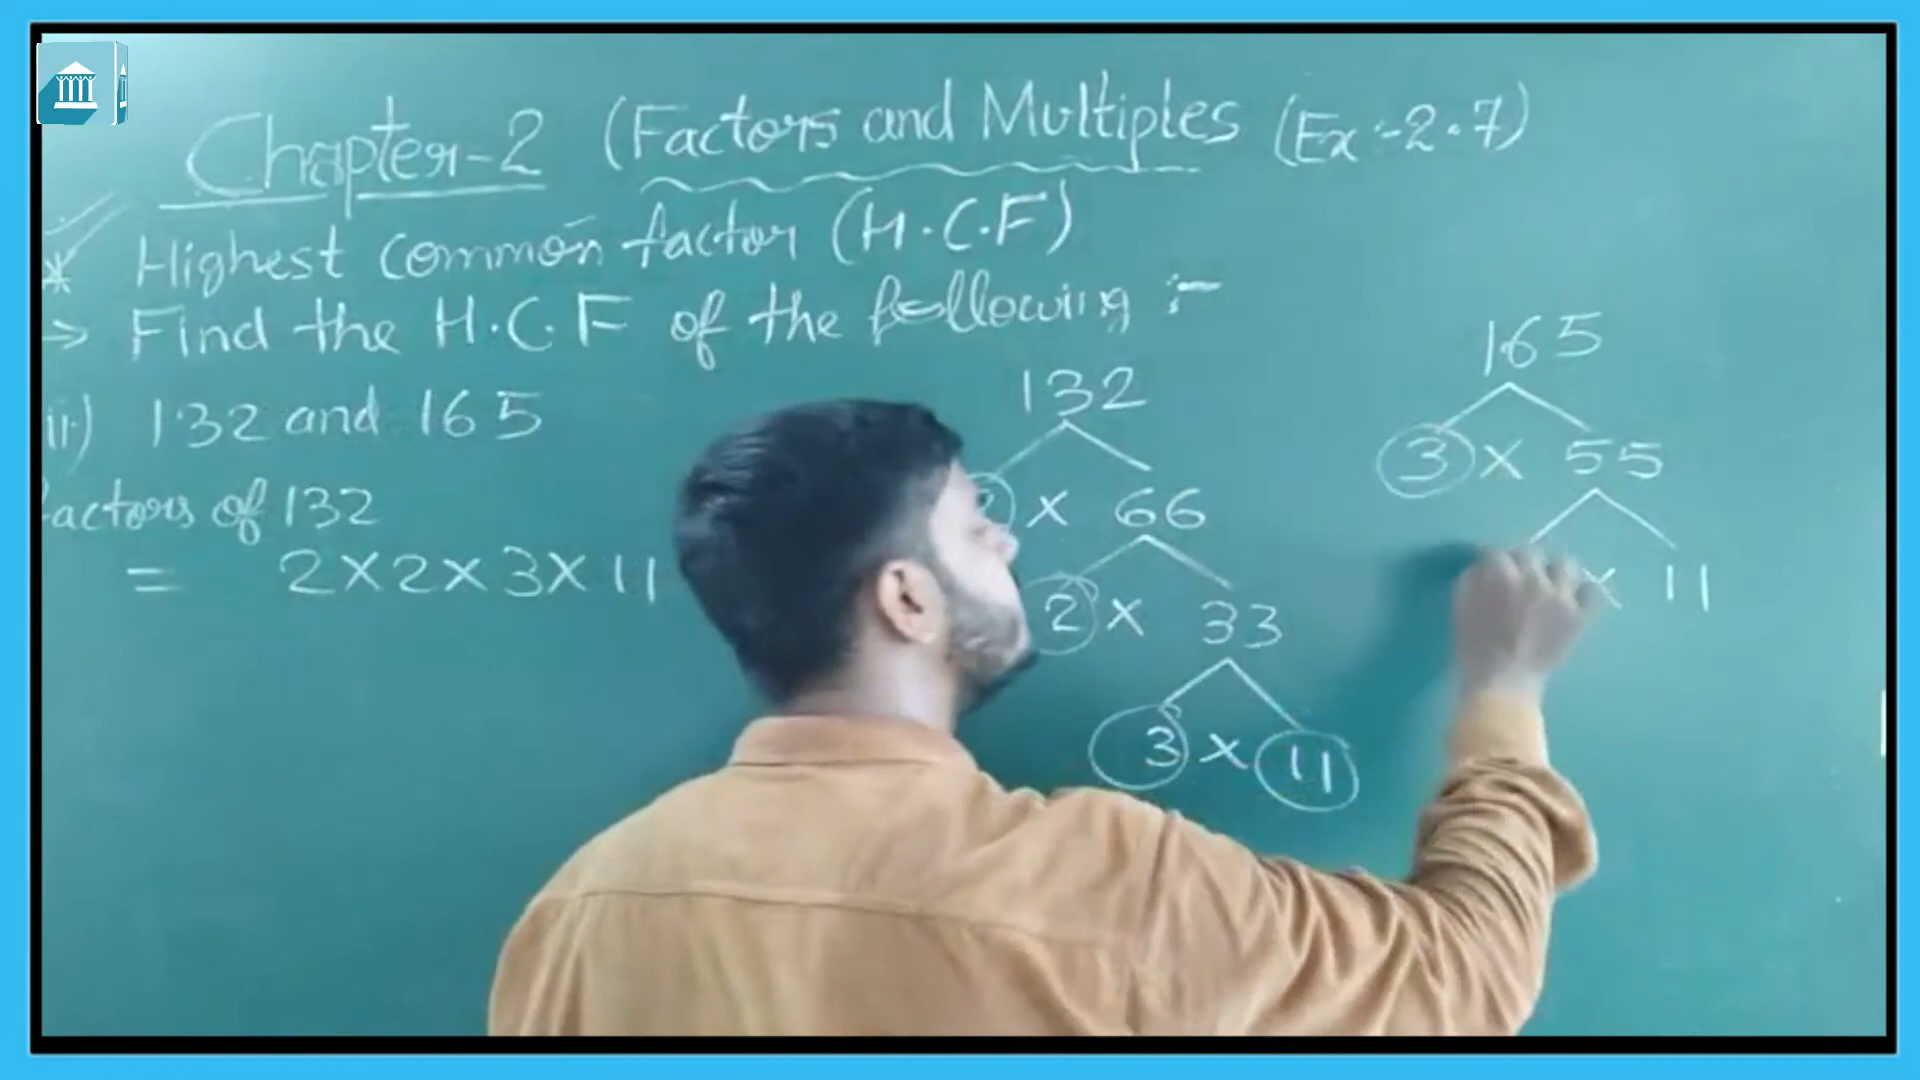 Chapter-2 (Factors and Multiples (Ex:-2.7)
* Highest common factor (H.C.F)
→ Find the H.C.F of the following :-
ii) 132 and 165
actors of 132
= 2X2X3X11
132
X 66
2 X 33
3 X 11
165
3 X 55
X 11